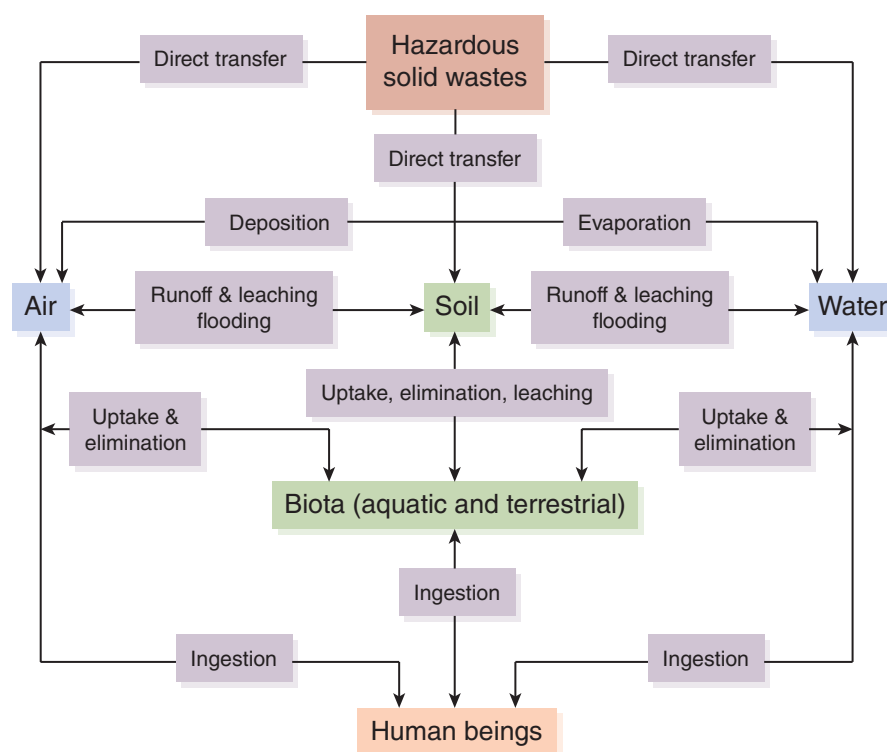 Hazardous
solid wastes
Direct transfer
Direct transfer
Direct transfer
Deposition
Evaporation
Air
Runoff & leaching
flooding
Soil
Runoff & leaching
flooding
Water
Uptake, elimination, leaching
Uptake &
elimination
Uptake &
elimination
Biota (aquatic and terrestrial)
Ingestion
Ingestion
Ingestion
Human beings